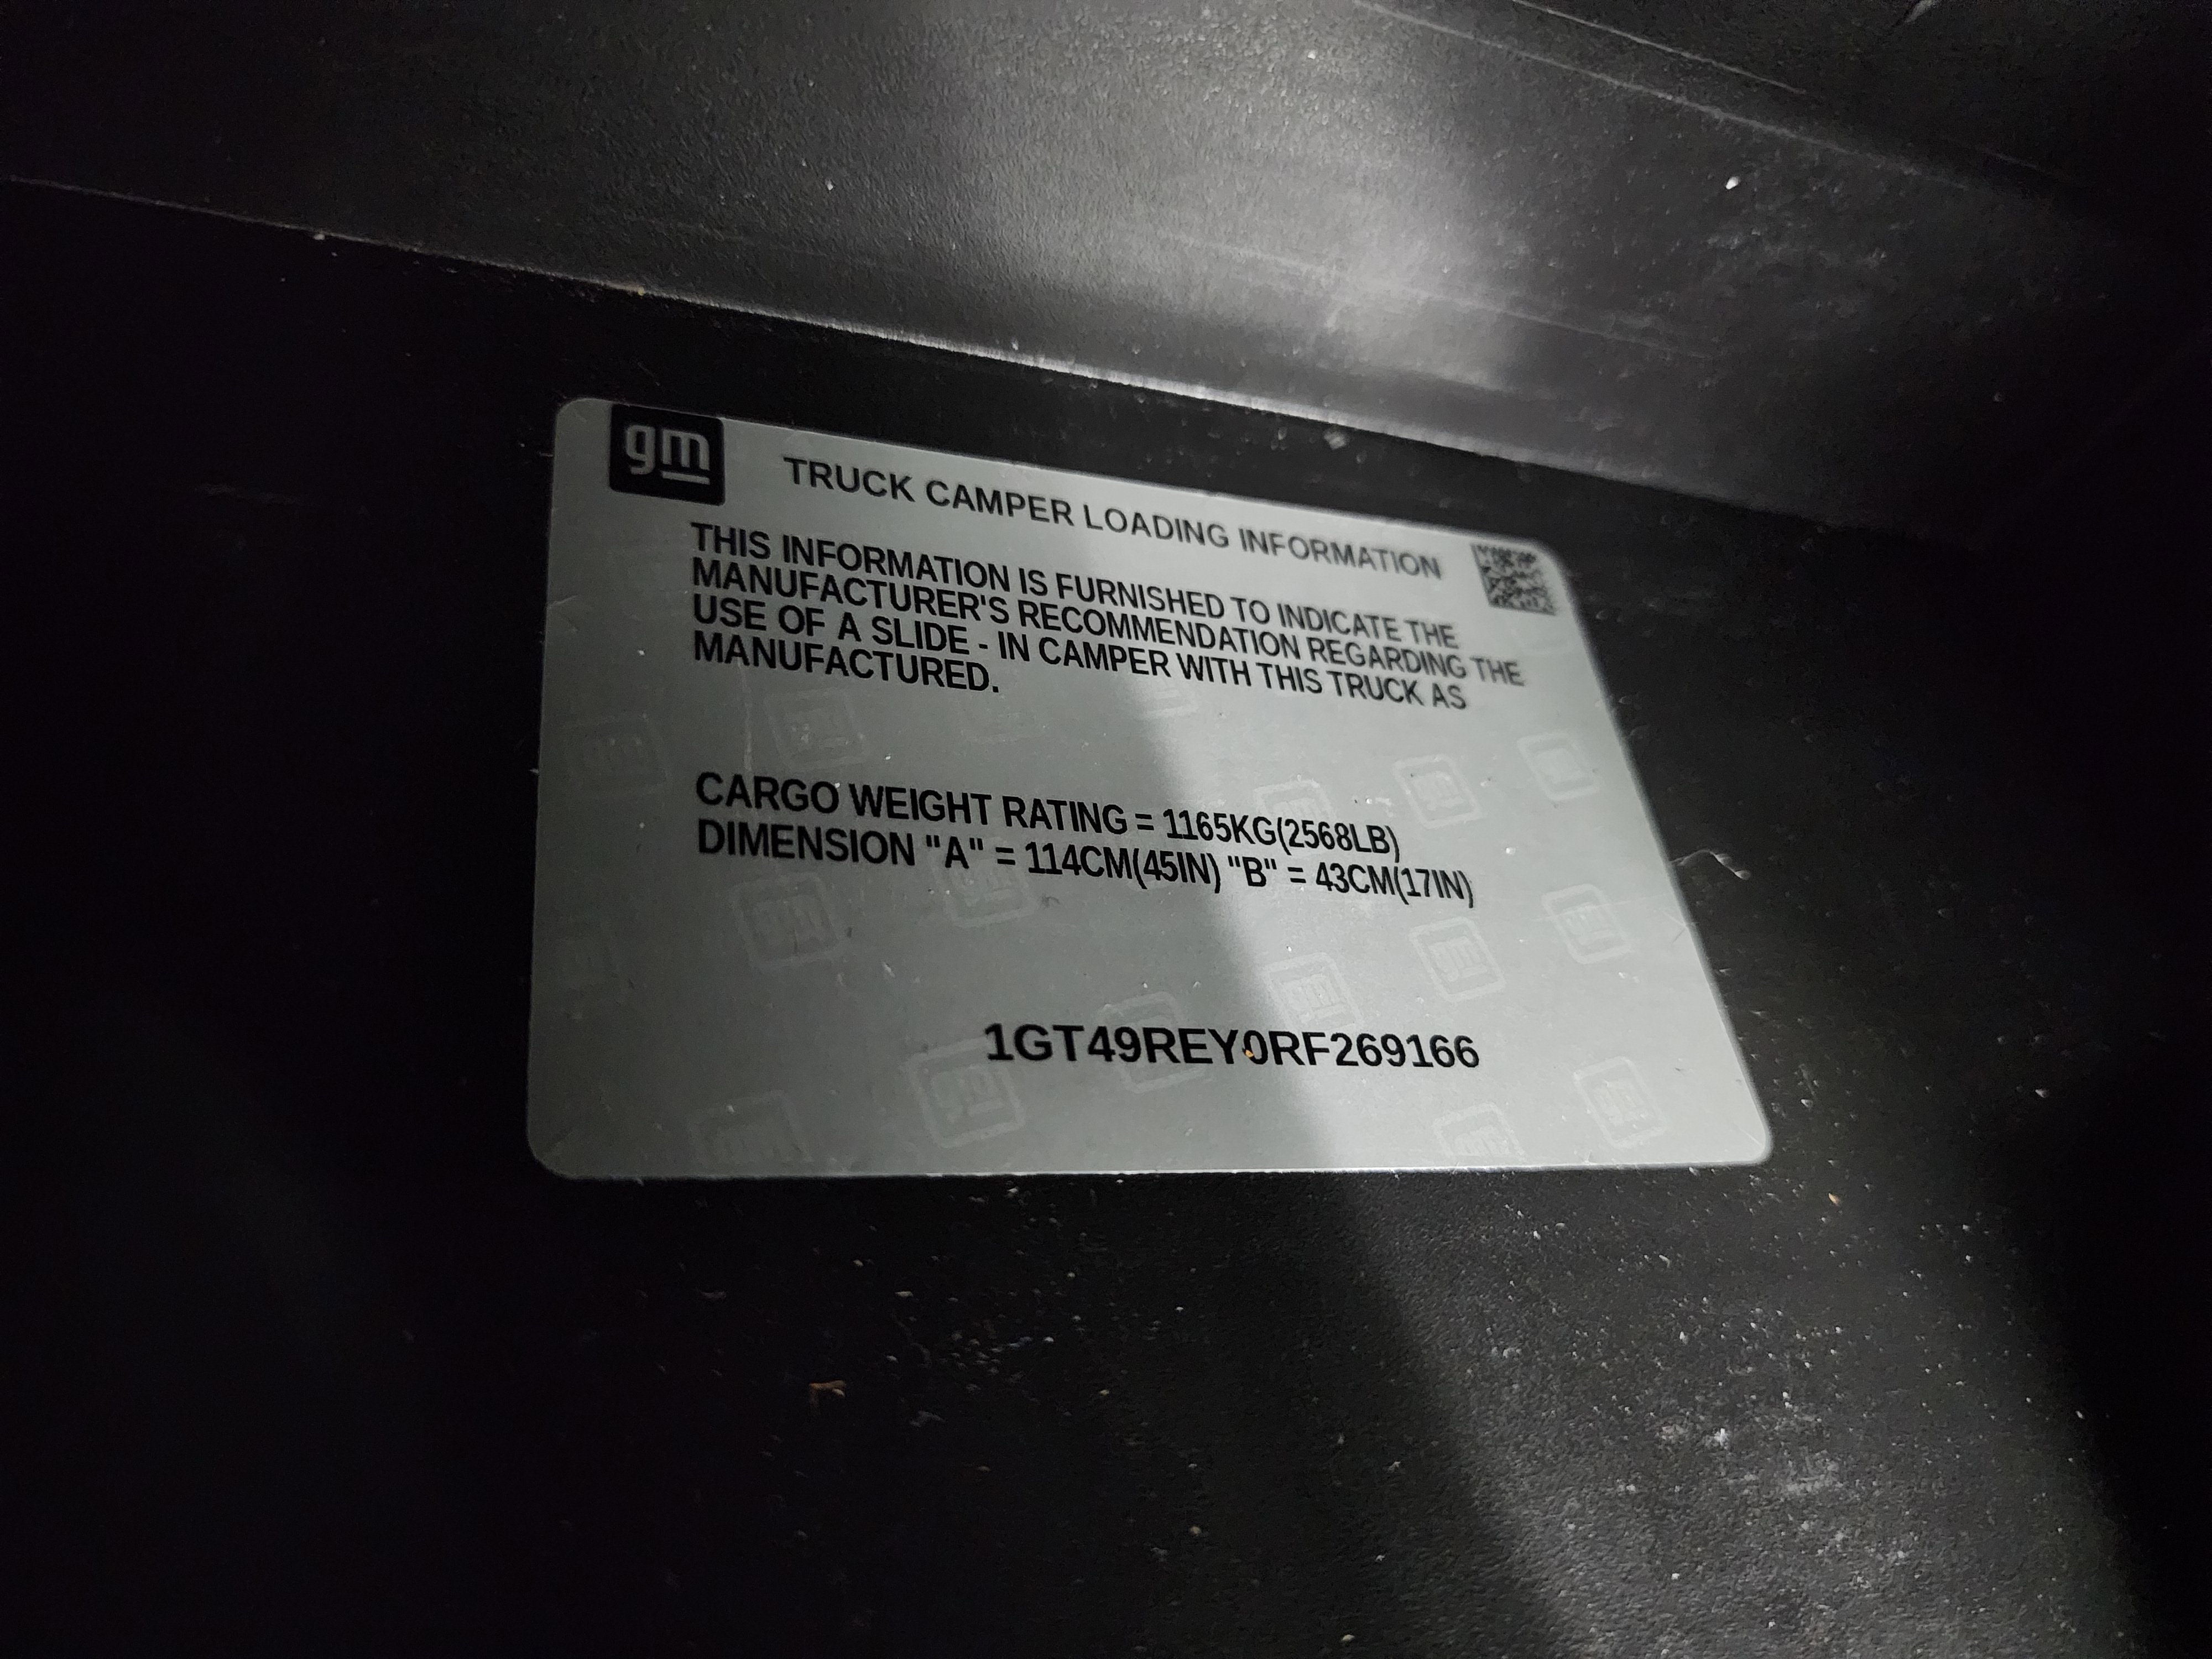 gm
TRUCK CAMPER LOADING INFORMATION
THIS INFORMATION IS FURNISHED TO INDICATE THE
MANUFACTURER'S RECOMMENDATION REGARDING THE
USE OF A SLIDE - IN CAMPER WITH THIS TRUCK AS
MANUFACTURED.
CARGO WEIGHT RATING = 1165KG(2568LB)
DIMENSION "A" = 114CM(45IN) "B" = 43CM(17IN)
1GT49REY0RF269166